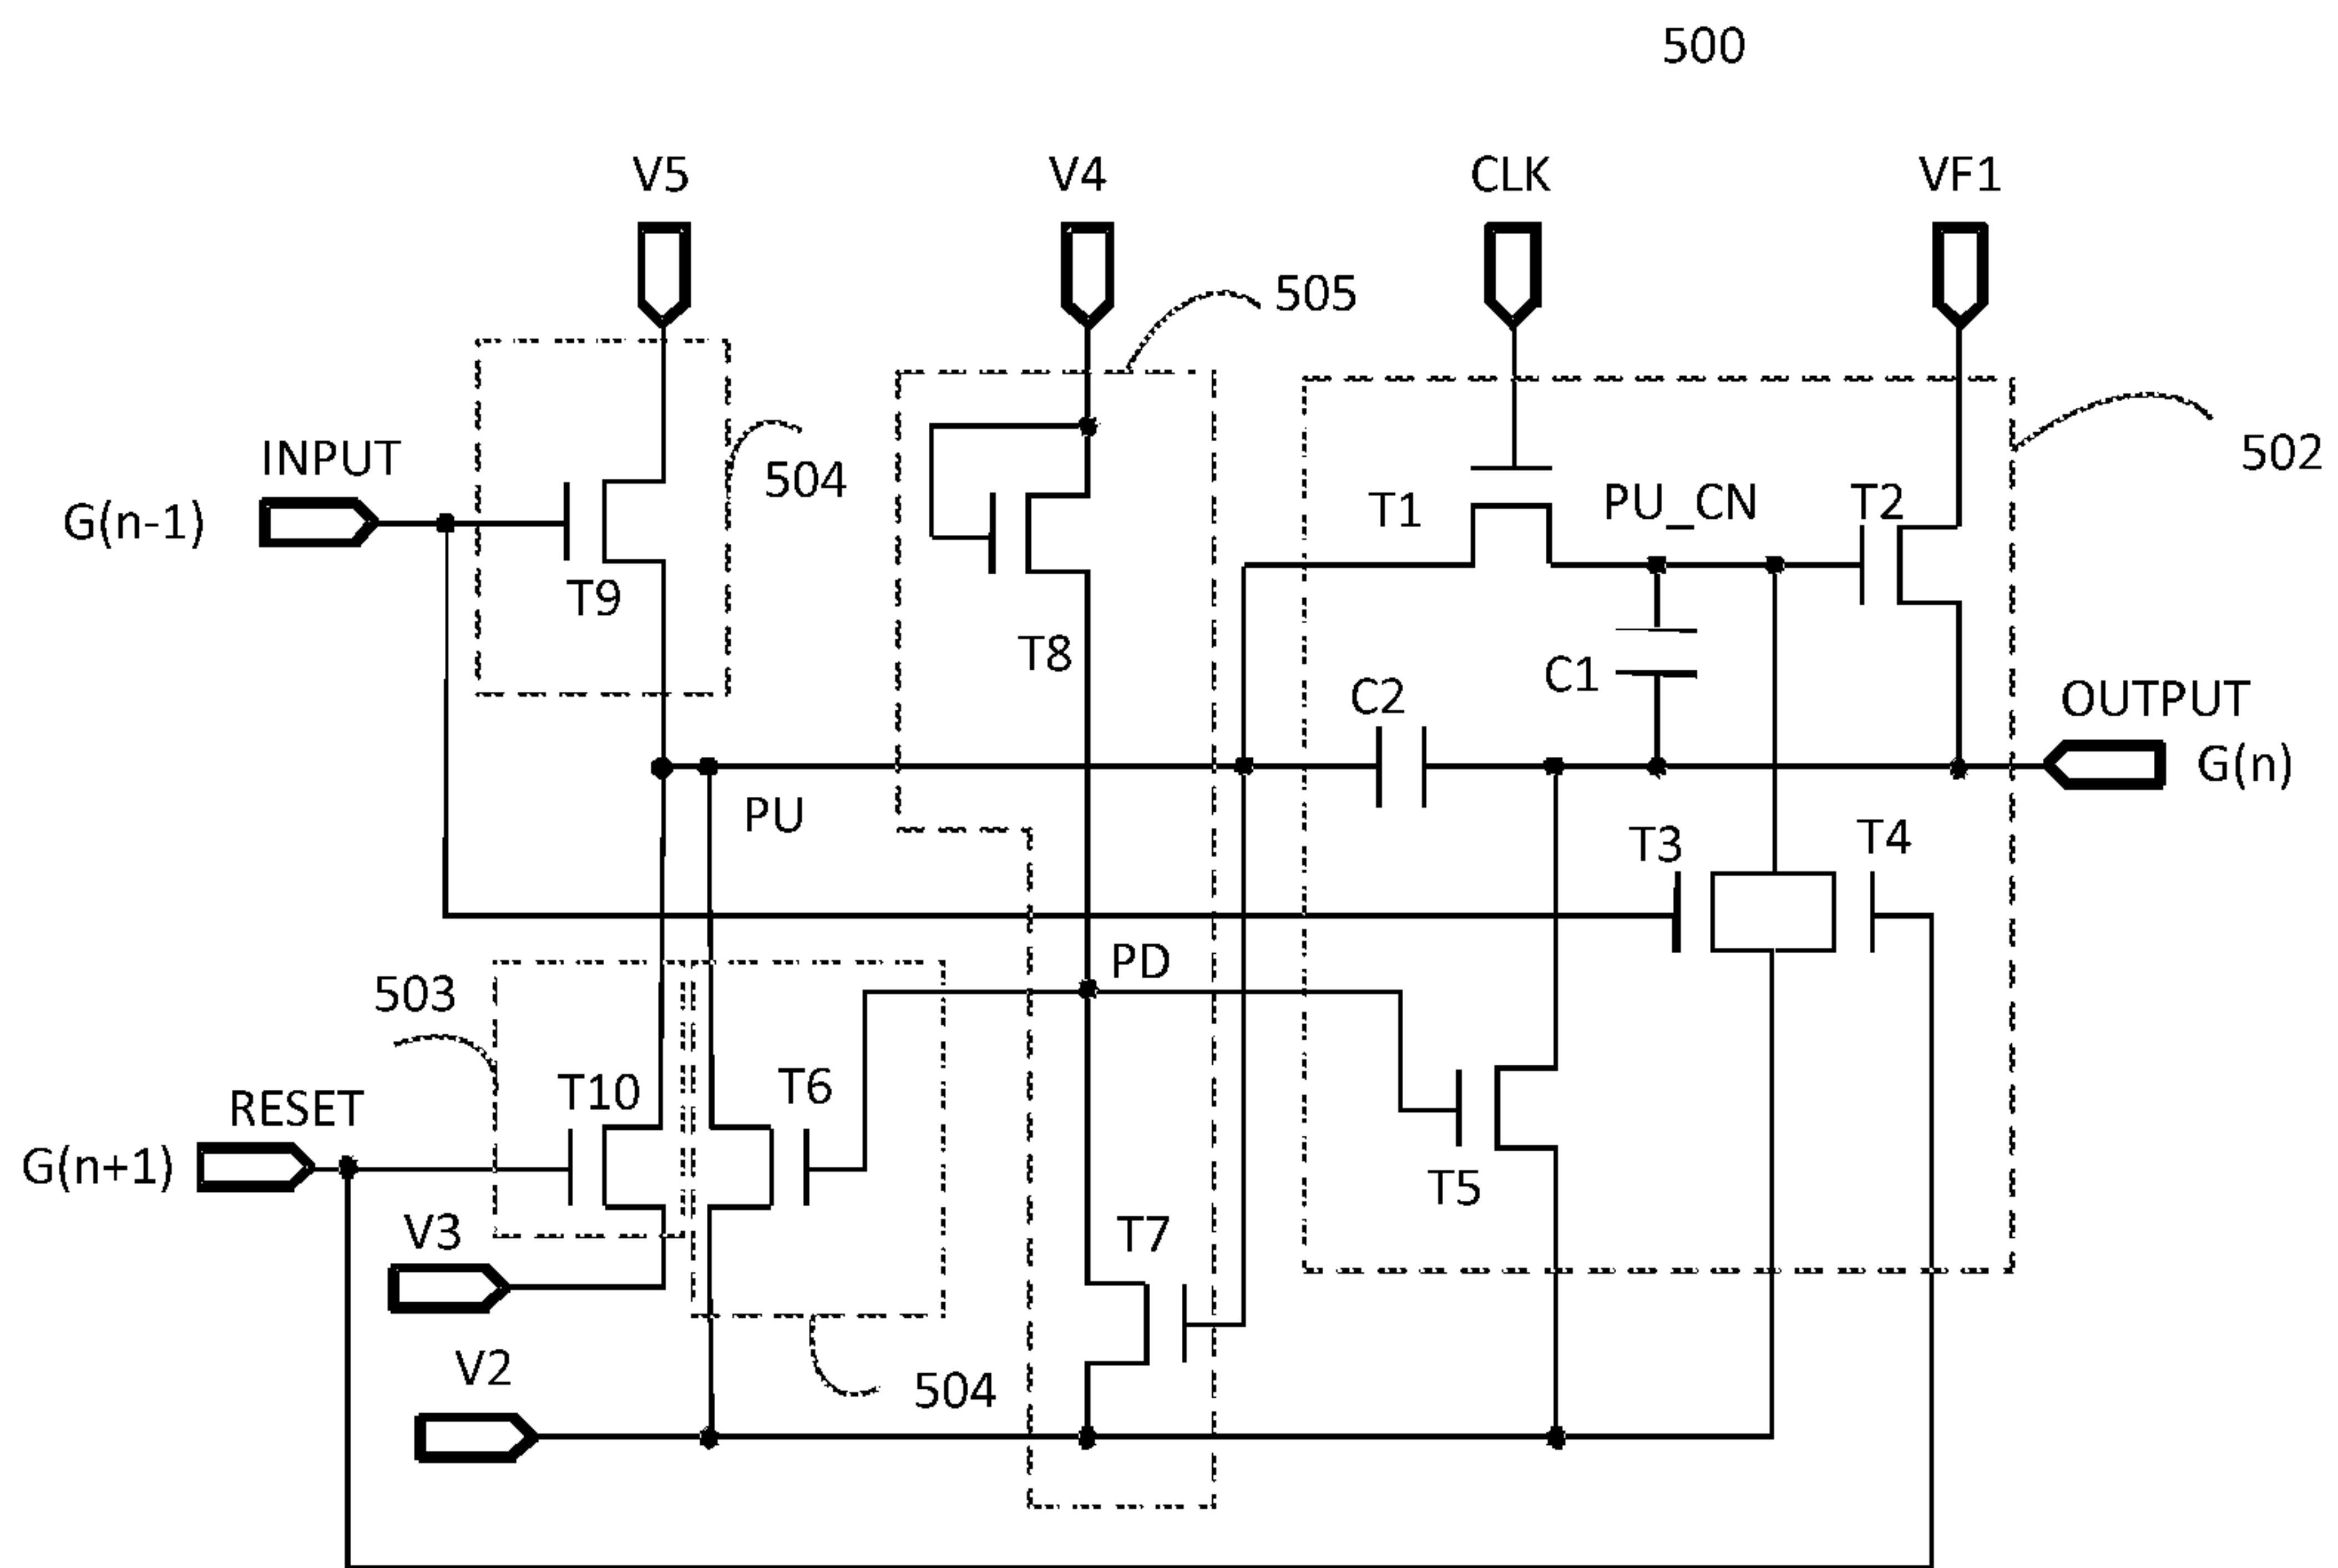 500
V5
V4
CLK
VF1
505
INPUT
504
502
G(n-1)
T1
PU_CN
T2
T9
T8
C2
C1
OUTPUT
G(n)
PU
T3
T4
PD
503
T10
T6
RESET
G(n+1)
T5
V3
T7
V2
504